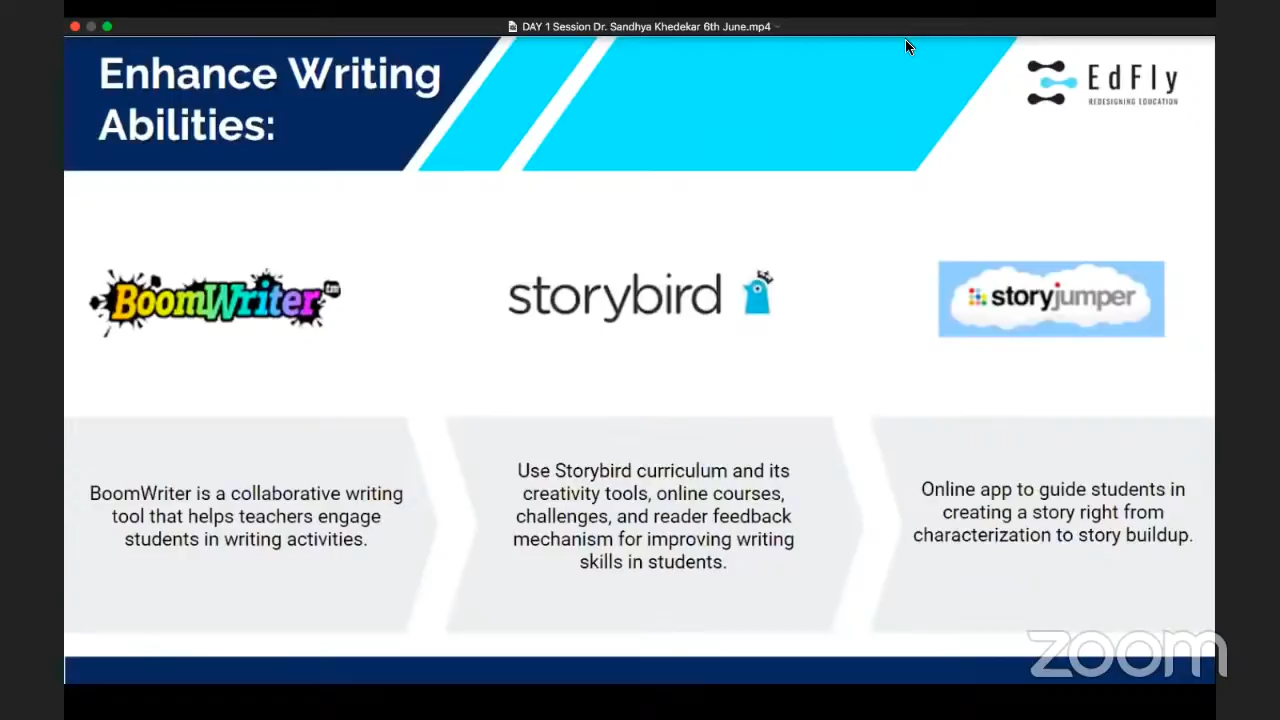 DAY 1 Session Dr. Sandhya Khedekar 6th June.mp4
Enhance Writing
Abilities:
EdFly
REDESIGNING EDUCATION
BoomWriter tm
storybird
storyjumper
BoomWriter is a collaborative writing
tool that helps teachers engage
students in writing activities.
Use Storybird curriculum and its
creativity tools, online courses,
challenges, and reader feedback
mechanism for improving writing
skills in students.
Online app to guide students in
creating a story right from
characterization to story buildup.
zoom